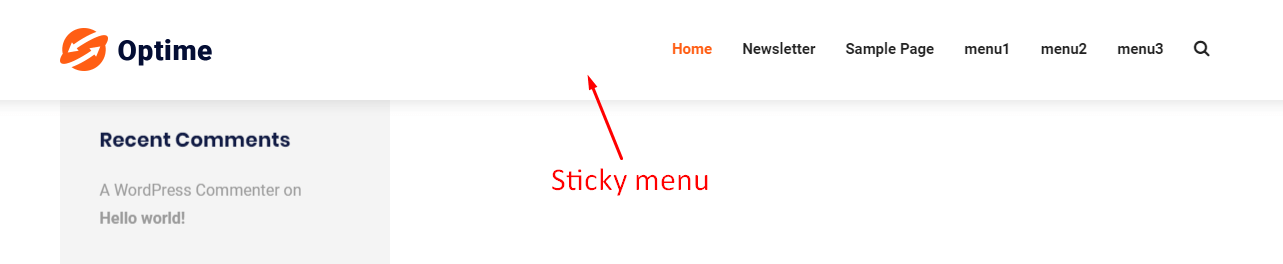 Optime
Home Newsletter Sample Page menu1 menu2 menu3
Recent Comments
Sticky menu
A WordPress Commenter on
Hello world!